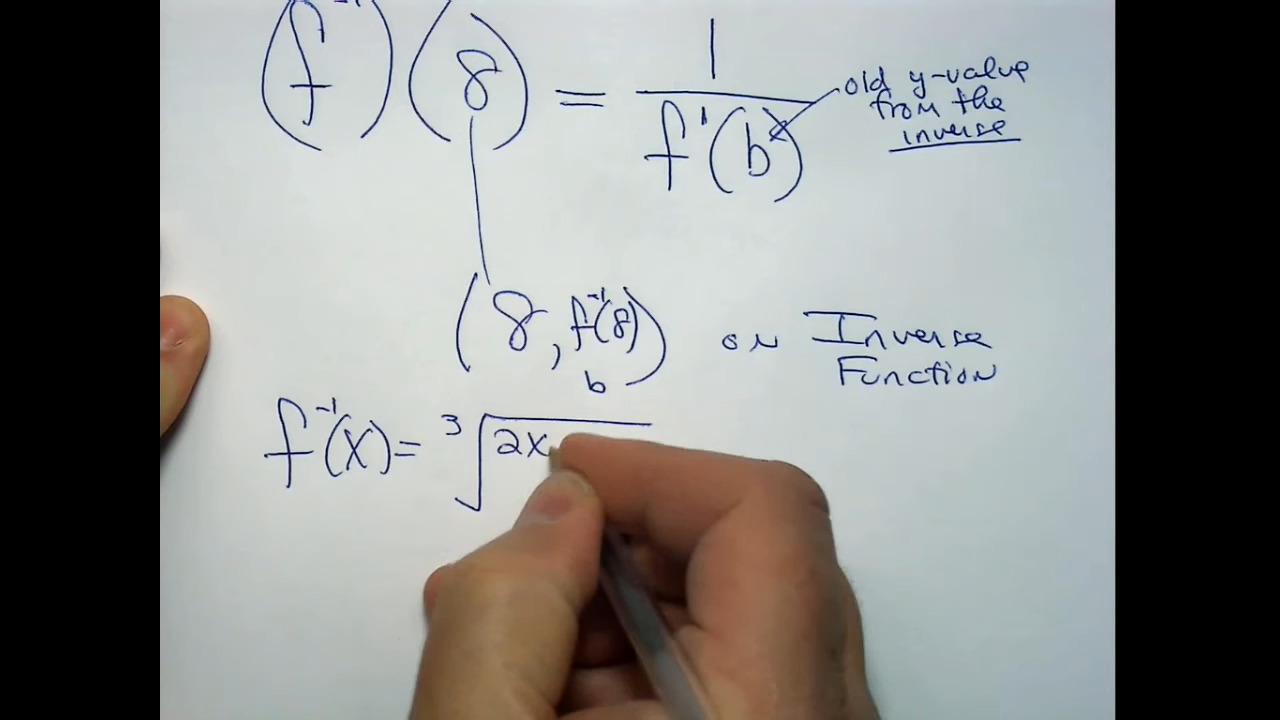 (f⁻¹)(8) = 1/f'(b) old y-value
from the
inverse
(8, f⁻¹(8)) on Inverse
b Function
f⁻¹(x) = ³√2x